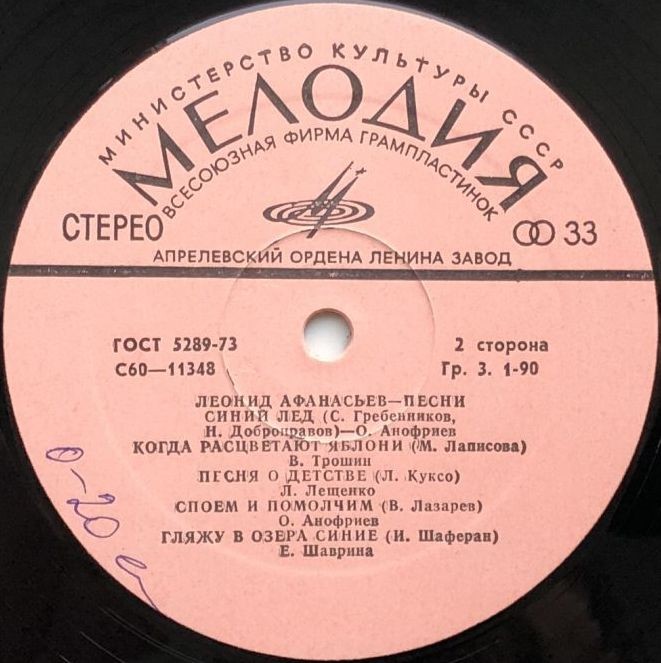 МИНИСТЕРСТВО КУЛЬТУРЫ СССР
МЕЛОДИЯ
ВСЕСОЮЗНАЯ ФИРМА ГРАМПЛАСТИНОК
СТЕРЕО 33
АПРЕЛЕВСКИЙ ОРДЕНА ЛЕНИНА ЗАВОД
ГОСТ 5289-73 2 сторона
С60—11348 Гр. 3. 1-90
ЛЕОНИД АФАНАСЬЕВ—ПЕСНИ
СИНИЙ ЛЕД (С. Гребенников,
Н. Добронравов)—О. Анофриев
КОГДА РАСЦВЕТАЮТ ЯБЛОНИ (М. Лаписова)
В. Трошин
ПЕСНЯ О ДЕТСТВЕ (Л. Куксо)
Л. Лещенко
СПОЕМ И ПОМОЛЧИМ (В. Лазарев)
О. Анофриев
ГЛЯЖУ В ОЗЕРА СИНИЕ (И. Шаферан)
Е. Шаврина
0-20